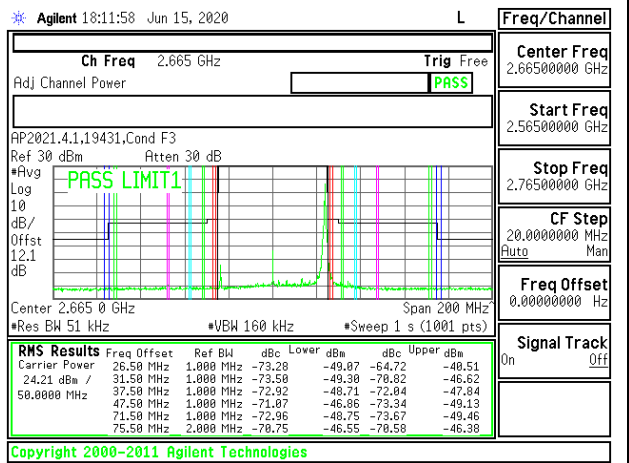 Agilent 18:11:58 Jun 15, 2020 L
Freq/Channel
Ch Freq 2.665 GHz Trig Free
Adj Channel Power PASS
Center Freq
2.66500000 GHz
Start Freq
2.56500000 GHz
Stop Freq
2.76500000 GHz
CF Step
20.0000000 MHz
Auto Man
Freq Offset
0.00000000 Hz
Signal Track
On Off
AP2021.4.1,19431,Cond F3
Ref 30 dBm Atten 30 dB
#Avg
Log
10
dB/
Offst
12.1
dB
PASS LIMIT1
Center 2.665 0 GHz Span 200 MHz^
#Res BW 51 kHz #VBW 160 kHz #Sweep 1 s (1001 pts)
RMS Results Freq Offset Ref BW dBc Lower dBm dBc Upper dBm
Carrier Power 26.50 MHz 1.000 MHz -73.28 -49.07 -64.72 -40.51
24.21 dBm / 31.50 MHz 1.000 MHz -73.50 -49.30 -70.82 -46.62
50.0000 MHz 37.50 MHz 1.000 MHz -72.92 -48.71 -72.04 -47.84
47.50 MHz 1.000 MHz -71.07 -46.86 -73.34 -49.13
71.50 MHz 1.000 MHz -72.96 -48.75 -73.67 -49.46
75.50 MHz 2.000 MHz -70.75 -46.55 -70.58 -46.38
Copyright 2000-2011 Agilent Technologies